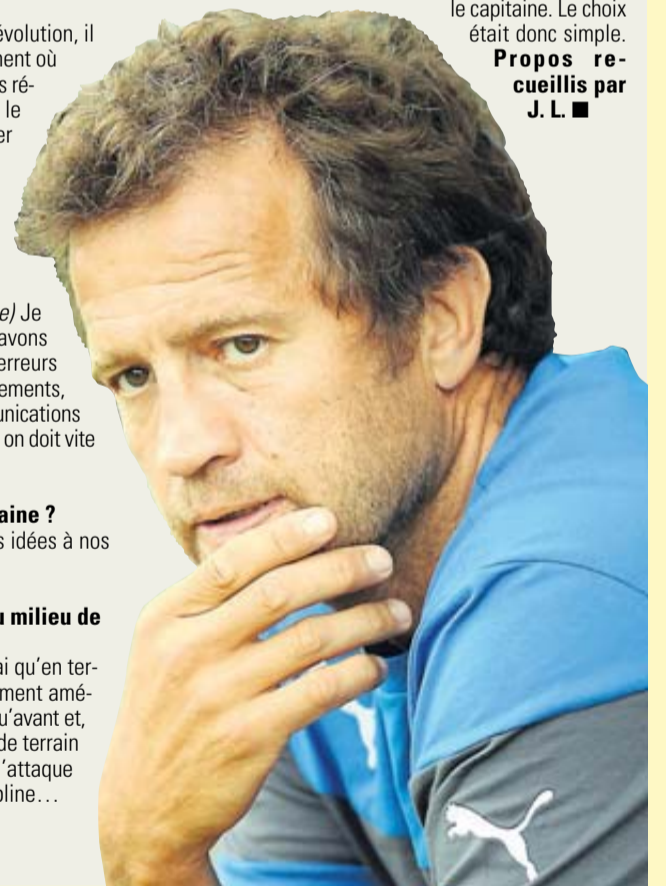 évolution, il
ment où
s ré-
le
er
e) Je
avons
erreurs
ements,
unications
on doit vite
aine ?
s idées à nos
u milieu de
ai qu'en ter-
ment amé-
u'avant et,
de terrain
'attaque
pline…
le capitaine. Le choix
était donc simple.
Propos re-
cueillis par
J. L. ■